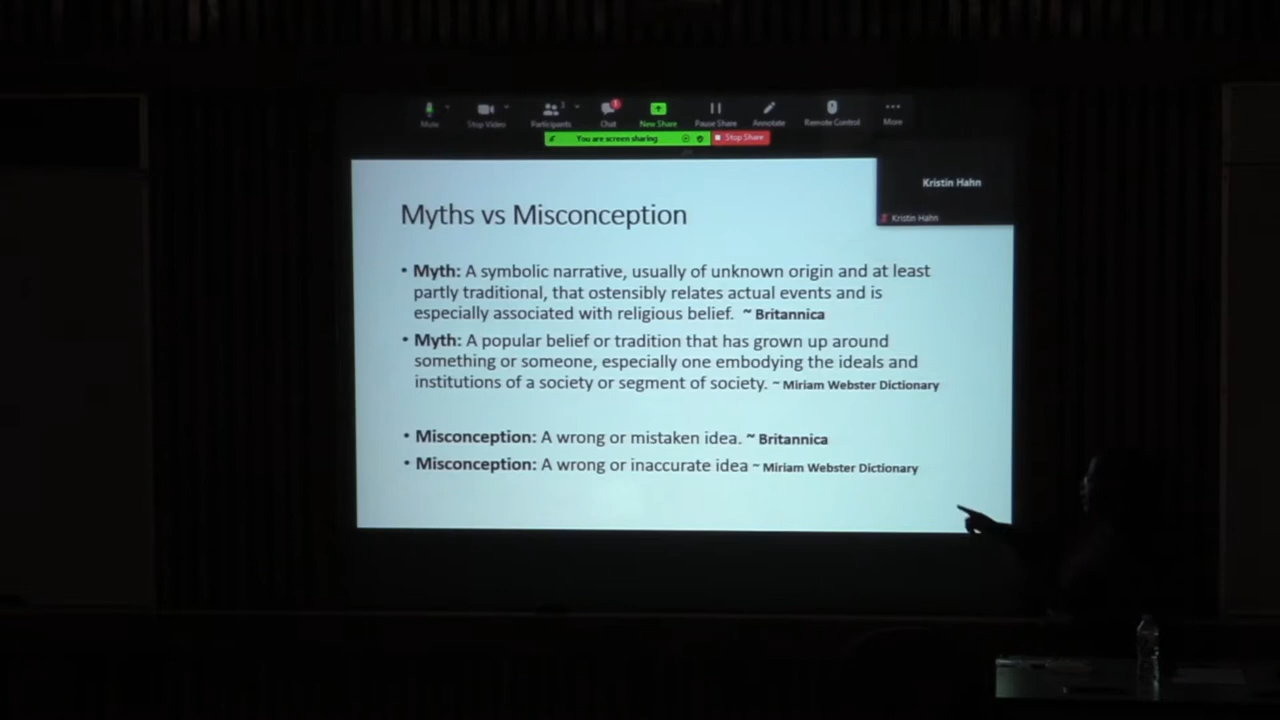 Mute
Stop Video
Participants
3
Chat
1
New Share
Pause Share
Annotate
Remote Control
More
You are screen sharing
Stop Share
Kristin Hahn
Kristin Hahn
Myths vs Misconception
• Myth: A symbolic narrative, usually of unknown origin and at least
partly traditional, that ostensibly relates actual events and is
especially associated with religious belief. ~ Britannica
• Myth: A popular belief or tradition that has grown up around
something or someone, especially one embodying the ideals and
institutions of a society or segment of society. ~ Miriam Webster Dictionary
• Misconception: A wrong or mistaken idea. ~ Britannica
• Misconception: A wrong or inaccurate idea ~ Miriam Webster Dictionary